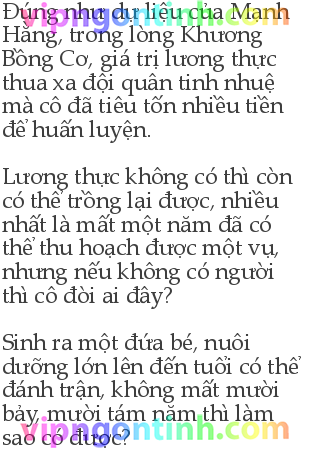 Đúng như dự liệu của Mạnh
Hằng, trong lòng Khương
Bồng Cơ, giá trị lương thực
thua xa đội quân tinh nhuệ
mà cô đã tiêu tốn nhiều tiền
để huấn luyện.
Lương thực không có thì còn
có thể trồng lại được, nhiều
nhất là mất một năm đã có
thể thu hoạch được một vụ,
nhưng nếu không có người
thì cô đòi ai đây?
Sinh ra một đứa bé, nuôi
dưỡng lớn lên đến tuổi có thể
đánh trận, không mất mười
bảy, mười tám năm thì làm
sao có được?
vipngontinh.com
vipngontinh.com